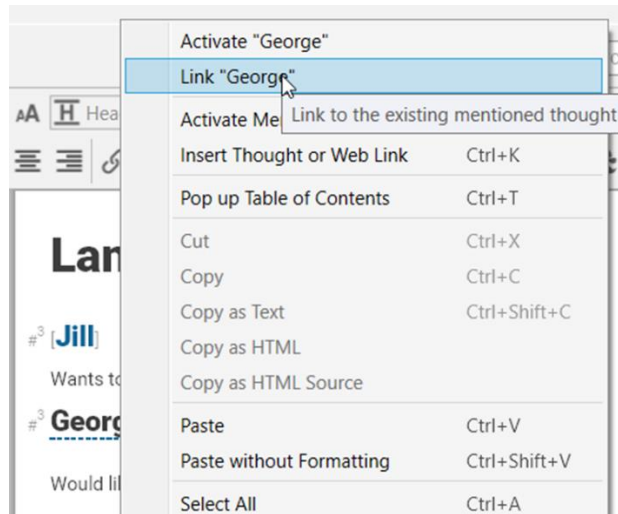 Activate "George"
Link "George"
Link to the existing mentioned thought
AA H Hea
Activate Me
Insert Thought or Web Link Ctrl+K
Pop up Table of Contents Ctrl+T
Cut Ctrl+X
Lan
Copy Ctrl+C
Copy as Text Ctrl+Shift+C
#3 [Jill]
Copy as HTML
Wants to
Copy as HTML Source
#3 Georg
Paste Ctrl+V
Paste without Formatting Ctrl+Shift+V
Would lil
Select All Ctrl+A